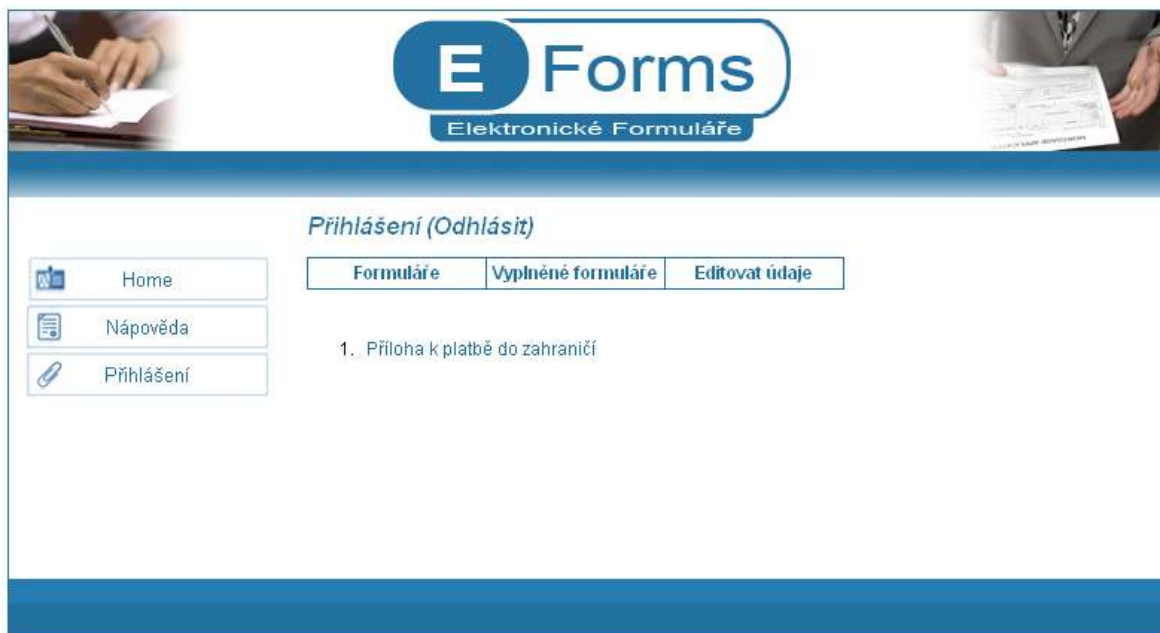 E Forms
Elektronické Formuláře
Přihlášení (Odhlásit)
Formuláře Vyplněné formuláře Editovat údaje
Home
Nápověda
Přihlášení
1. Příloha k platbě do zahraničí